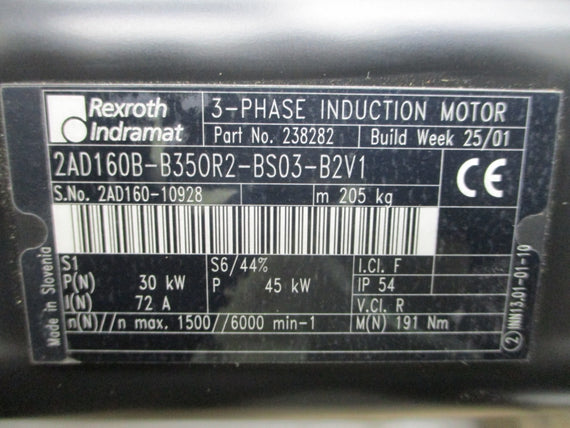 Rexroth
Indramat
3-PHASE INDUCTION MOTOR
Part No. 238282 Build Week 25/01
2AD160B-B350R2-BS03-B2V1
CE
S.No. 2AD160-10928 m 205 kg
S1 S6/44% I.Cl. F
P(N) 30 kW P 45 kW IP 54
I(N) 72 A V.Cl. R
n(N)//n max. 1500//6000 min-1 M(N) 191 Nm
Made in Slovenia
2 INN13.01-01-10